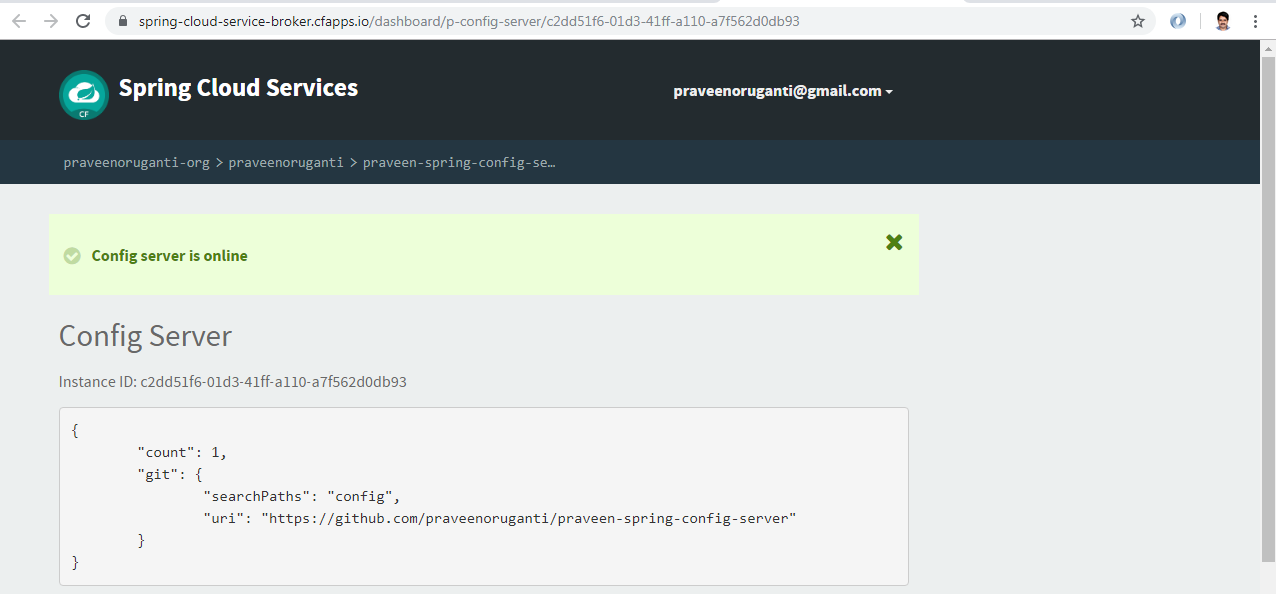 spring-cloud-service-broker.cfapps.io/dashboard/p-config-server/c2dd51f6-01d3-41ff-a110-a7f562d0db93
CF
Spring Cloud Services
praveenoruganti@gmail.com
praveenoruganti-org > praveenoruganti > praveen-spring-config-se…
Config server is online
Config Server
Instance ID: c2dd51f6-01d3-41ff-a110-a7f562d0db93
{
"count": 1,
"git": {
"searchPaths": "config",
"uri": "https://github.com/praveenoruganti/praveen-spring-config-server"
}
}